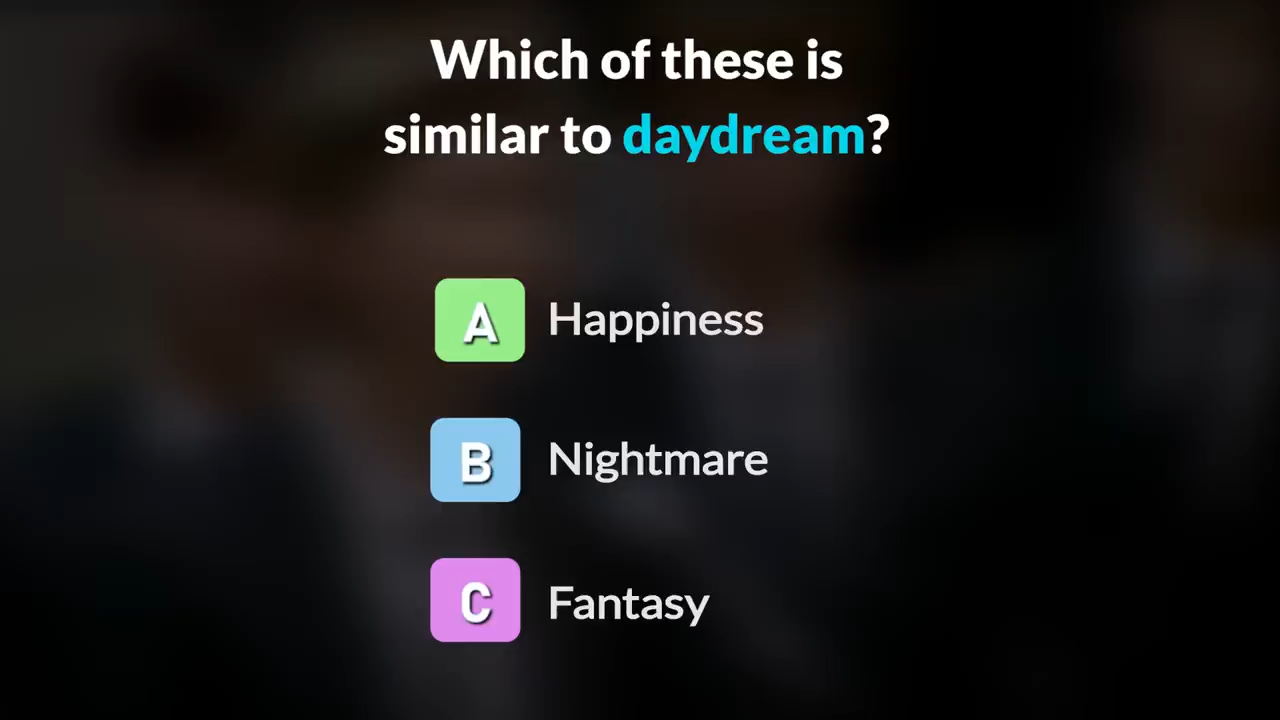 Which of these is
similar to daydream?
A Happiness
B Nightmare
C Fantasy